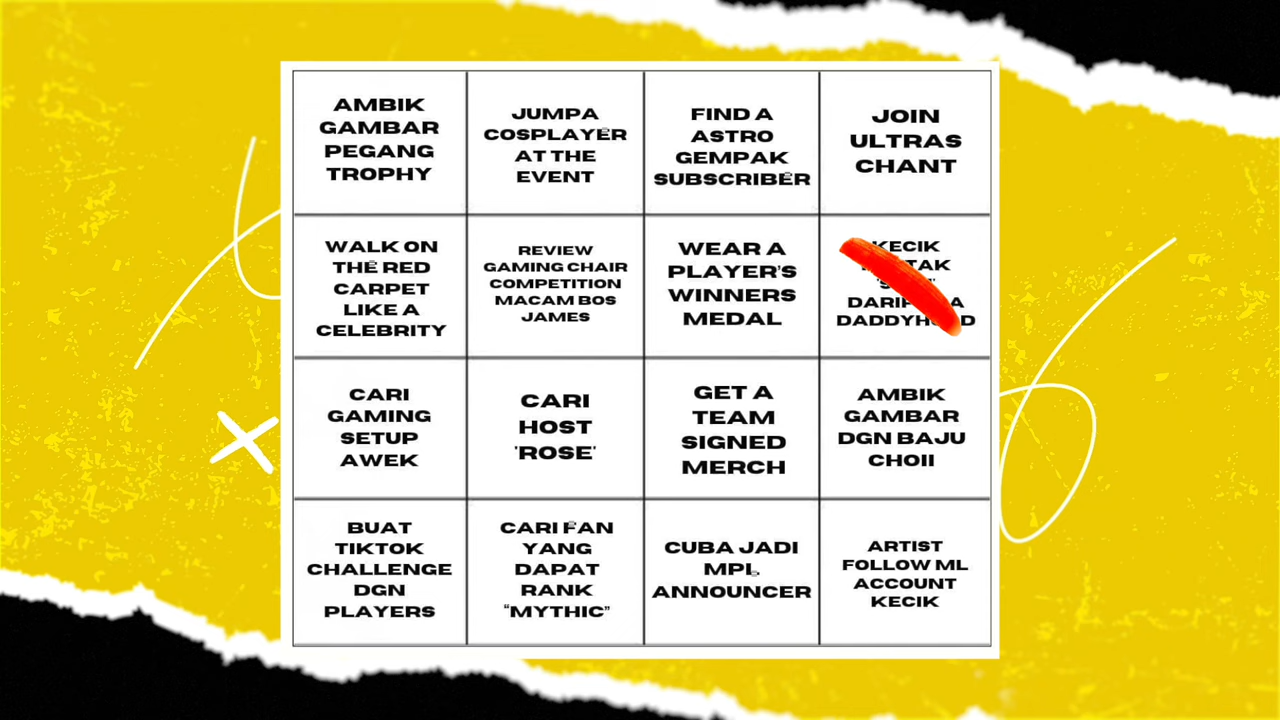 AMBIK
GAMBAR
PEGANG
TROPHY
JUMPA
COSPLAYER
AT THE
EVENT
FIND A
ASTRO
GEMPAK
SUBSCRIBER
JOIN
ULTRAS
CHANT
WALK ON
THE RED
CARPET
LIKE A
CELEBRITY
REVIEW
GAMING CHAIR
COMPETITION
MACAM BOS
JAMES
WEAR A
PLAYER'S
WINNERS
MEDAL
KECIK
CARI
GAMING
SETUP
AWEK
CARI
HOST
'ROSE'
GET A
TEAM
SIGNED
MERCH
AMBIK
GAMBAR
DGN BAJU
CHOII
BUAT
TIKTOK
CHALLENGE
DGN
PLAYERS
CARI FAN
YANG
DAPAT
RANK
"MYTHIC"
CUBA JADI
MPL
ANNOUNCER
ARTIST
FOLLOW ML
ACCOUNT
KECIK